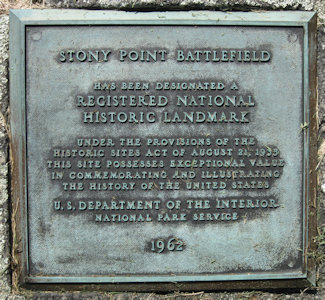 STONY POINT BATTLEFIELD
HAS BEEN DESIGNATED A
REGISTERED NATIONAL
HISTORIC LANDMARK
UNDER THE PROVISIONS OF THE
HISTORIC SITES ACT OF AUGUST 21, 1935
THIS SITE POSSESSES EXCEPTIONAL VALUE
IN COMMEMORATING AND ILLUSTRATING
THE HISTORY OF THE UNITED STATES
U.S. DEPARTMENT OF THE INTERIOR
NATIONAL PARK SERVICE
1962